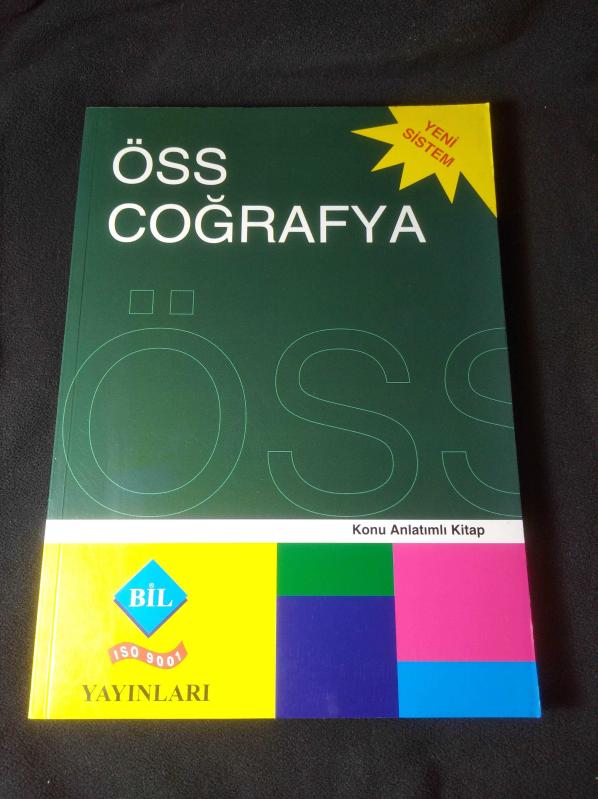 YENİ
SİSTEM
ÖSS
COĞRAFYA
ÖSS
Konu Anlatımlı Kitap
BİL
ISO 9001
YAYINLARI